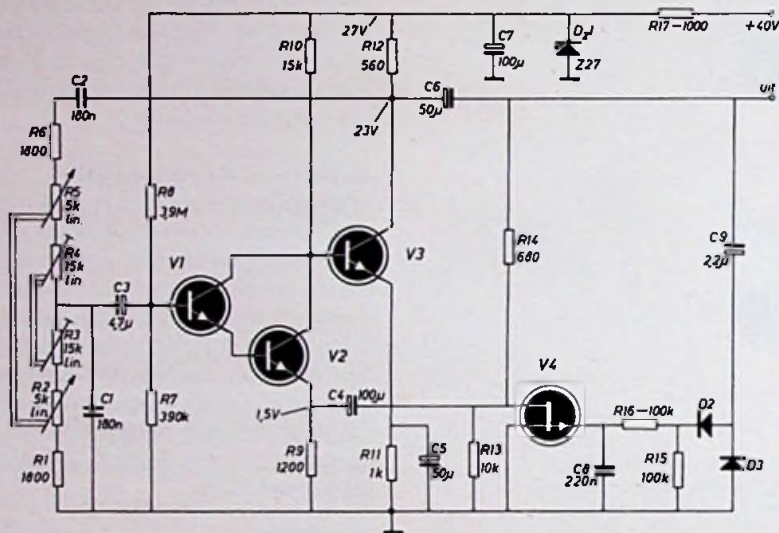 R17-1000
+40V
27V
R10
15k
R12
560
C7
100µ
Z27
C2
180n
C6
50µ
uit
23V
R6
1800
R5
5k
lin.
R8
3,9M
R4
15k
lin.
V1
V3
R14
680
C9
2,2µ
C3
4,7µ
R3
15k
lin.
V2
V4
R2
5k
lin.
C1
180n
R7
390k
1,5V
C4
100µ
R16-100k
D2
R1
1800
R9
1200
R11
1k
C5
50µ
R13
10k
C8
220n
R15
100k
D3